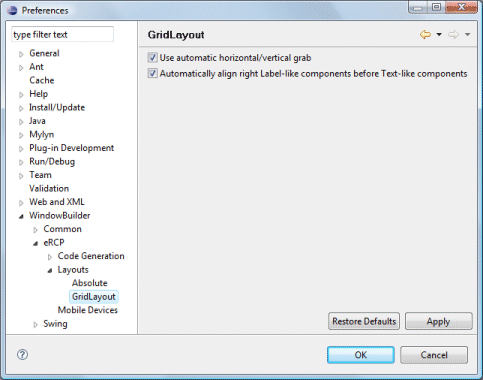 Preferences
type filter text
General
Ant
Cache
Help
Install/Update
Java
Mylyn
Plug-in Development
Run/Debug
Team
Validation
Web and XML
WindowBuilder
Common
eRCP
Code Generation
Layouts
Absolute
GridLayout
Mobile Devices
Swing
GridLayout
Use automatic horizontal/vertical grab
Automatically align right Label-like components before Text-like components
Restore Defaults
Apply
?
OK
Cancel